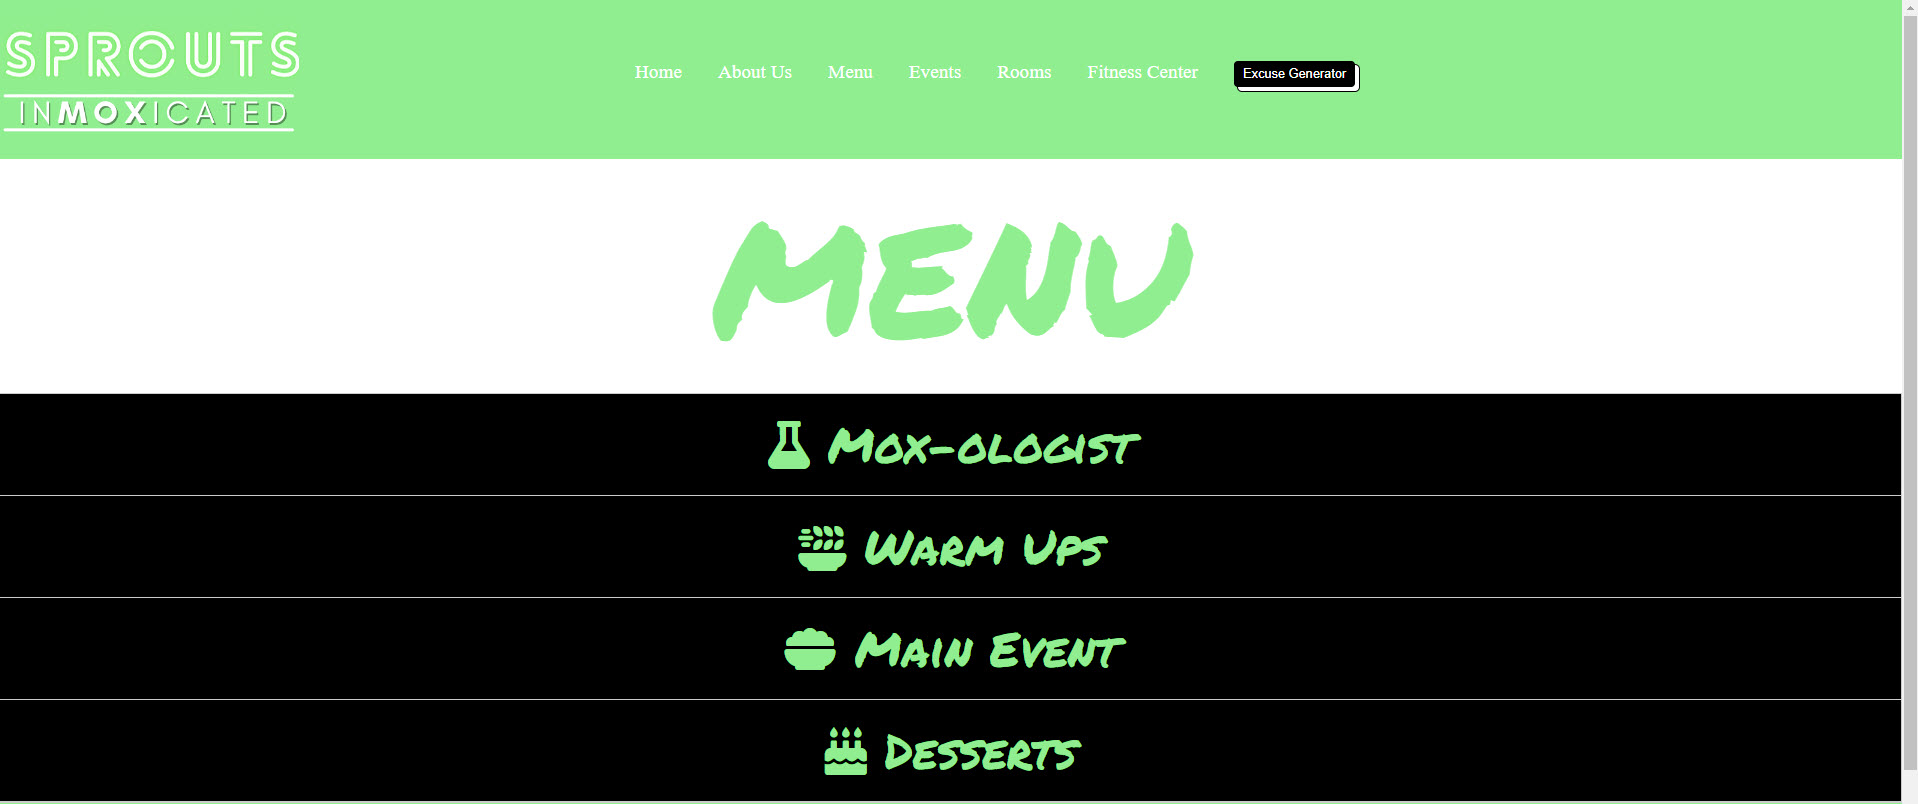 SPROUTS
INMOXICATED
Home About Us Menu Events Rooms Fitness Center Excuse Generator
MENU
Mox-ologist
Warm Ups
Main Event
Desserts